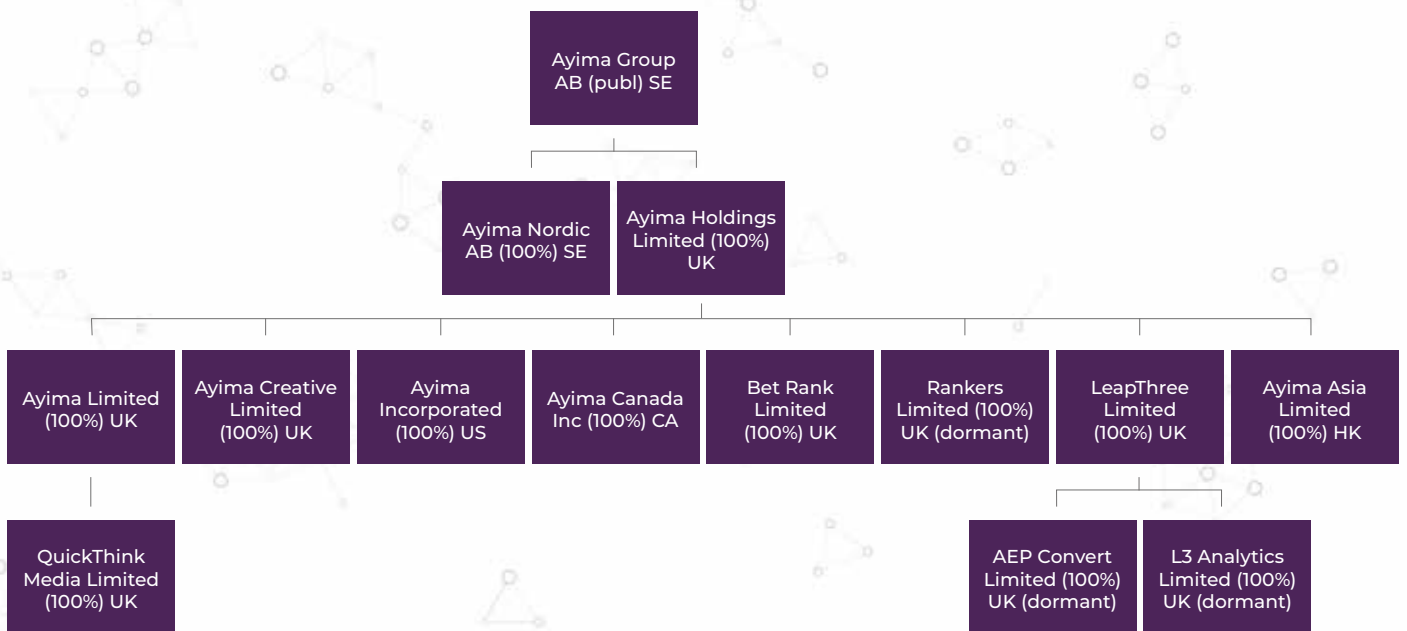 Ayima Group
AB (publ) SE
Ayima Nordic
AB (100%) SE
Ayima Holdings
Limited (100%)
UK
Ayima Limited
(100%) UK
Ayima Creative
Limited
(100%) UK
Ayima
Incorporated
(100%) US
Ayima Canada
Inc (100%) CA
Bet Rank
Limited
(100%) UK
Rankers
Limited (100%)
UK (dormant)
LeapThree
Limited
(100%) UK
Ayima Asia
Limited
(100%) HK
QuickThink
Media Limited
(100%) UK
AEP Convert
Limited (100%)
UK (dormant)
L3 Analytics
Limited (100%)
UK (dormant)